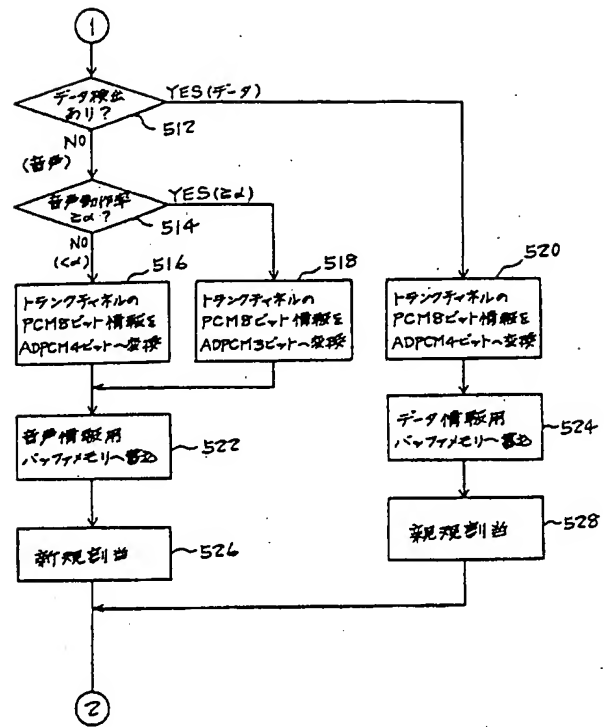 1
データ検出
あり?
YES(データ)
512
NO
(音声)
音声動作率
≧α?
YES(≧α)
514
NO
(<α)
516
518
520
トランクチャネルの
PCM8ビット情報を
ADPCM4ビットへ変換
トランクチャネルの
PCM8ビット情報を
ADPCM3ビットへ変換
トランクチャネルの
PCM8ビット情報を
ADPCM4ビットへ変換
音声情報用
バッファメモリへ書込
522
データ情報用
バッファメモリへ書込
524
新規割当
526
新規割当
528
2